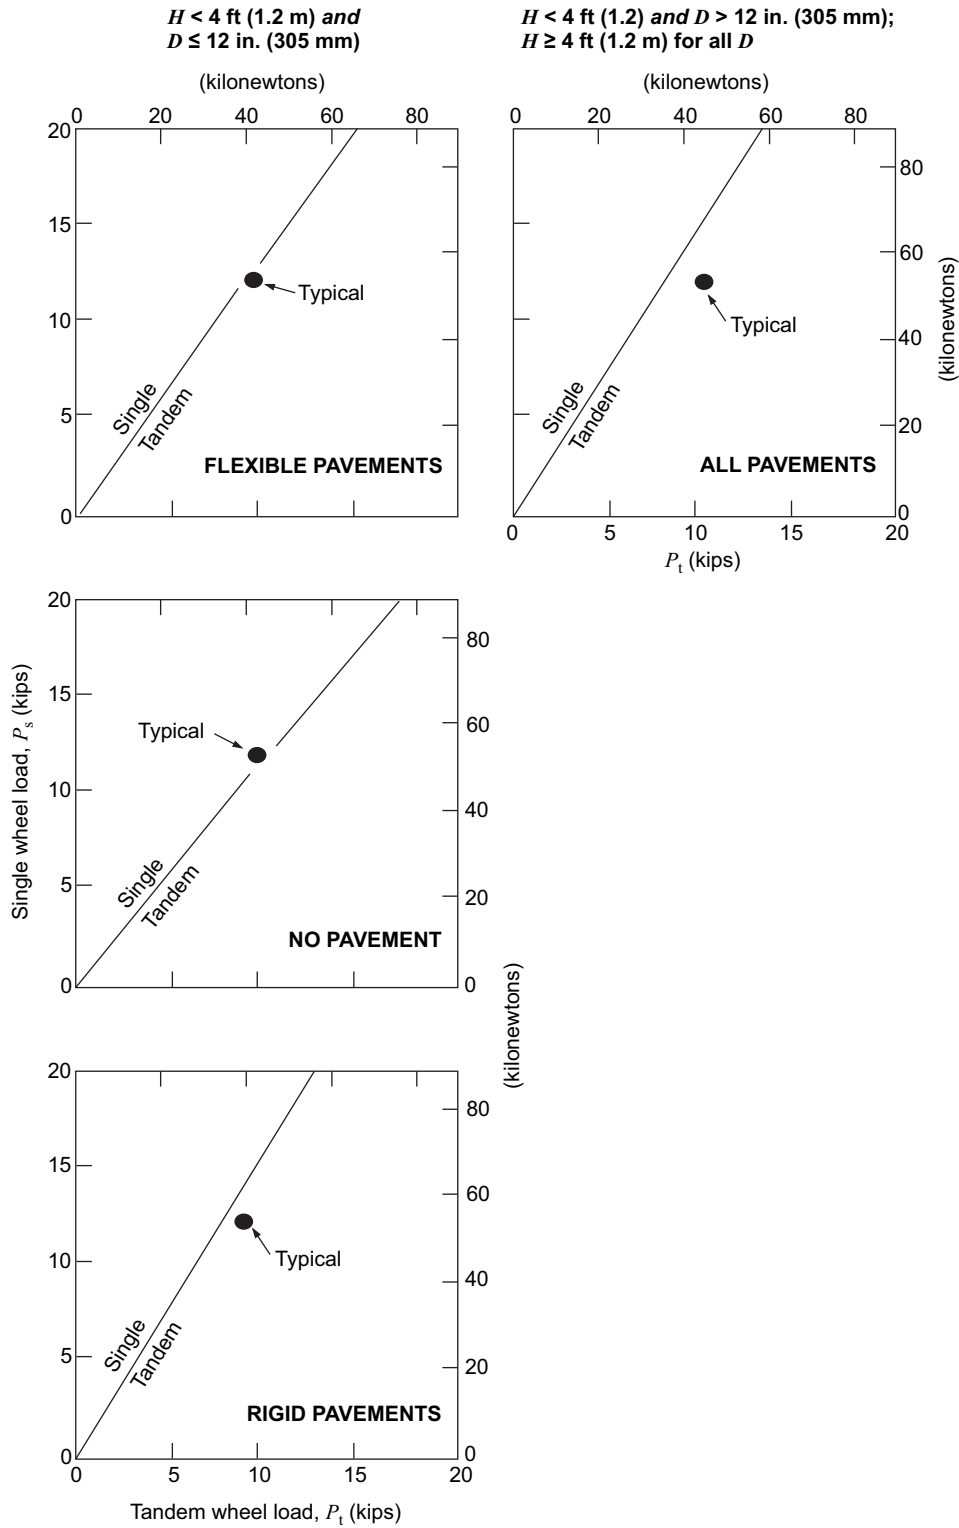 H < 4 ft (1.2 m) and
D ≤ 12 in. (305 mm)
H < 4 ft (1.2) and D > 12 in. (305 mm);
H ≥ 4 ft (1.2 m) for all D
(kilonewtons)
0 20 40 60 80
20
15
10
5
0
Typical
Single
Tandem
FLEXIBLE PAVEMENTS
(kilonewtons)
0 20 40 60 80
80
60
40
20
0
(kilonewtons)
Typical
Single
Tandem
ALL PAVEMENTS
0 5 10 15 20
Pt (kips)
Single wheel load, Ps (kips)
20
15
10
5
0
80
60
40
20
0
Typical
Single
Tandem
NO PAVEMENT
(kilonewtons)
20
15
10
5
0
80
60
40
20
0
Typical
Single
Tandem
RIGID PAVEMENTS
0 5 10 15 20
Tandem wheel load, Pt (kips)